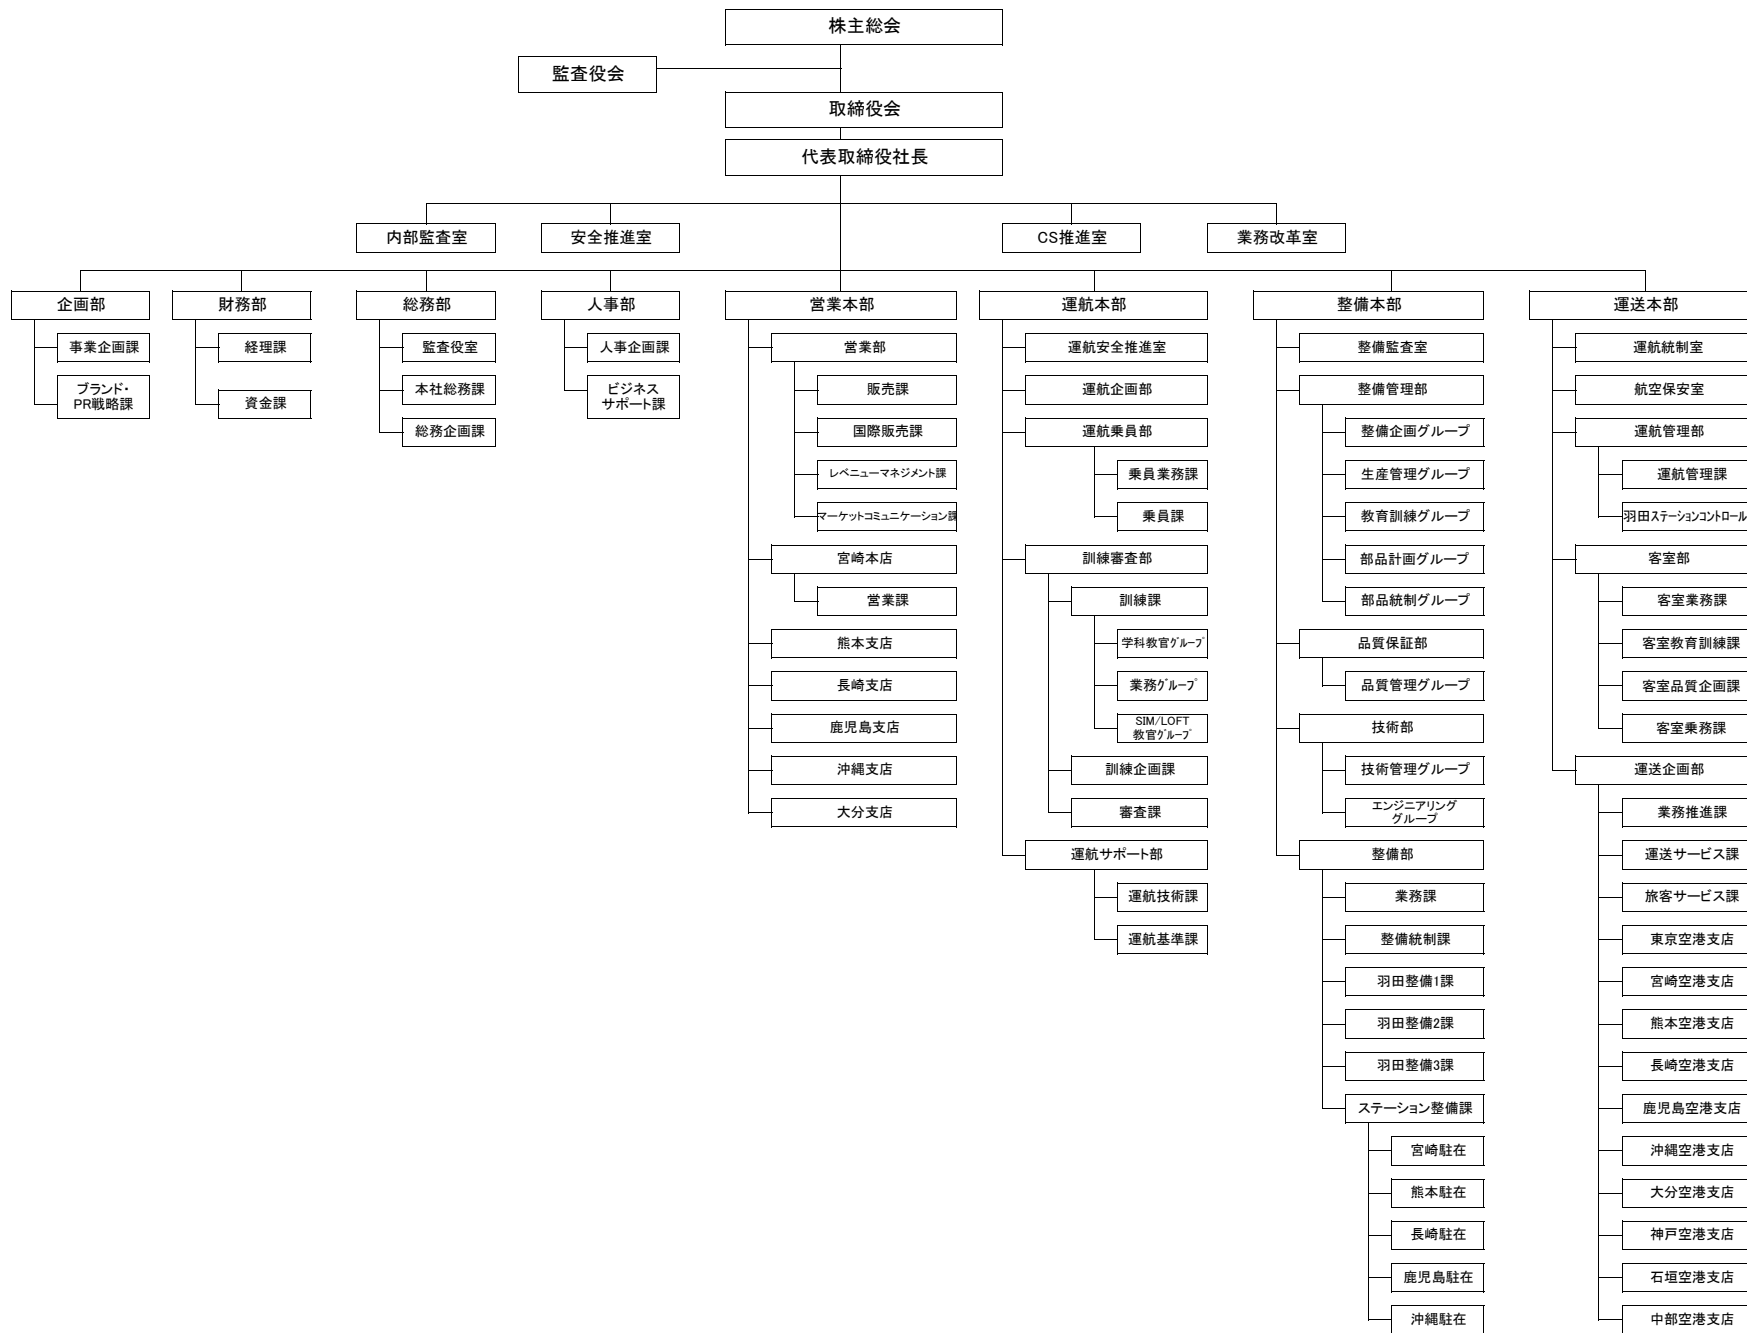 株主総会
監査役会
取締役会
代表取締役社長
内部監査室
安全推進室
CS推進室
業務改革室
企画部
事業企画課
ブランド・
PR戦略課
財務部
経理課
資金課
総務部
監査役室
本社総務課
総務企画課
人事部
人事企画課
ビジネス
サポート課
営業本部
営業部
販売課
国際販売課
レベニューマネジメント課
マーケットコミュニケーション課
宮崎本店
営業課
熊本支店
長崎支店
鹿児島支店
沖縄支店
大分支店
運航本部
運航安全推進室
運航企画部
運航乗員部
乗員業務課
乗員課
訓練審査部
訓練課
学科教官グループ
業務グループ
SIM/LOFT
教官グループ
訓練企画課
審査課
運航サポート部
運航技術課
運航基準課
整備本部
整備監査室
整備管理部
整備企画グループ
生産管理グループ
教育訓練グループ
部品計画グループ
部品統制グループ
品質保証部
品質管理グループ
技術部
技術管理グループ
エンジニアリング
グループ
整備部
業務課
整備統制課
羽田整備1課
羽田整備2課
羽田整備3課
ステーション整備課
宮崎駐在
熊本駐在
長崎駐在
鹿児島駐在
沖縄駐在
運送本部
運航統制室
航空保安室
運航管理部
運航管理課
羽田ステーションコントロール
客室部
客室業務課
客室教育訓練課
客室品質企画課
客室乗務課
運送企画部
業務推進課
運送サービス課
旅客サービス課
東京空港支店
宮崎空港支店
熊本空港支店
長崎空港支店
鹿児島空港支店
沖縄空港支店
大分空港支店
神戸空港支店
石垣空港支店
中部空港支店